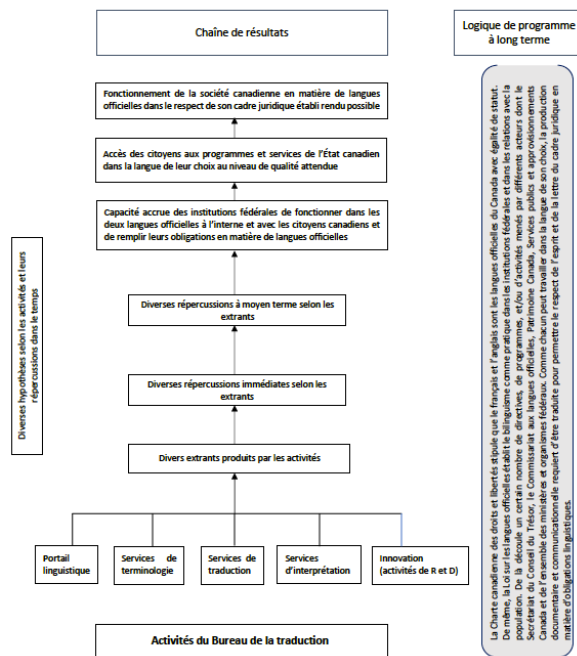 Chaîne de résultats
Logique de programme
à long terme
Fonctionnement de la société canadienne en matière de langues
officielles dans le respect de son cadre juridique établi rendu possible
Accès des citoyens aux programmes et services de l'État canadien
dans la langue de leur choix au niveau de qualité attendue
Capacité accrue des institutions fédérales de fonctionner dans les
deux langues officielles à l'interne et avec les citoyens canadiens et
de remplir leurs obligations en matière de langues officielles
Diverses hypothèses selon les activités et leurs
répercussions dans le temps
Diverses répercussions à moyen terme selon les
extrants
Diverses répercussions immédiates selon les
extrants
Divers extrants produits par les activités
Portail
linguistique
Services de
terminologie
Services de
traduction
Services
d'interprétation
Innovation
(activités de R et D)
Activités du Bureau de la traduction
La Charte canadienne des droits et libertés stipule que le français et l'anglais sont les langues officielles du Canada avec égalité de statut.
De même, la Loi sur les langues officielles établit le bilinguisme comme pratique dans les institutions fédérales et dans les relations avec la
population. De là découle un certain nombre de directives, de programmes, et/ou d'activités menés par différents acteurs dont le
Secrétariat du Conseil du Trésor, le Commissariat aux langues officielles, Patrimoine Canada, Services publics et approvisionnements
Canada et de l'ensemble des ministères et organismes fédéraux. Comme chacun peut travailler dans la langue de son choix, la production
documentaire et communicationnelle requiert d'être traduite pour permettre le respect de l'esprit et de la lettre du cadre juridique en
matière d'obligations linguistiques.